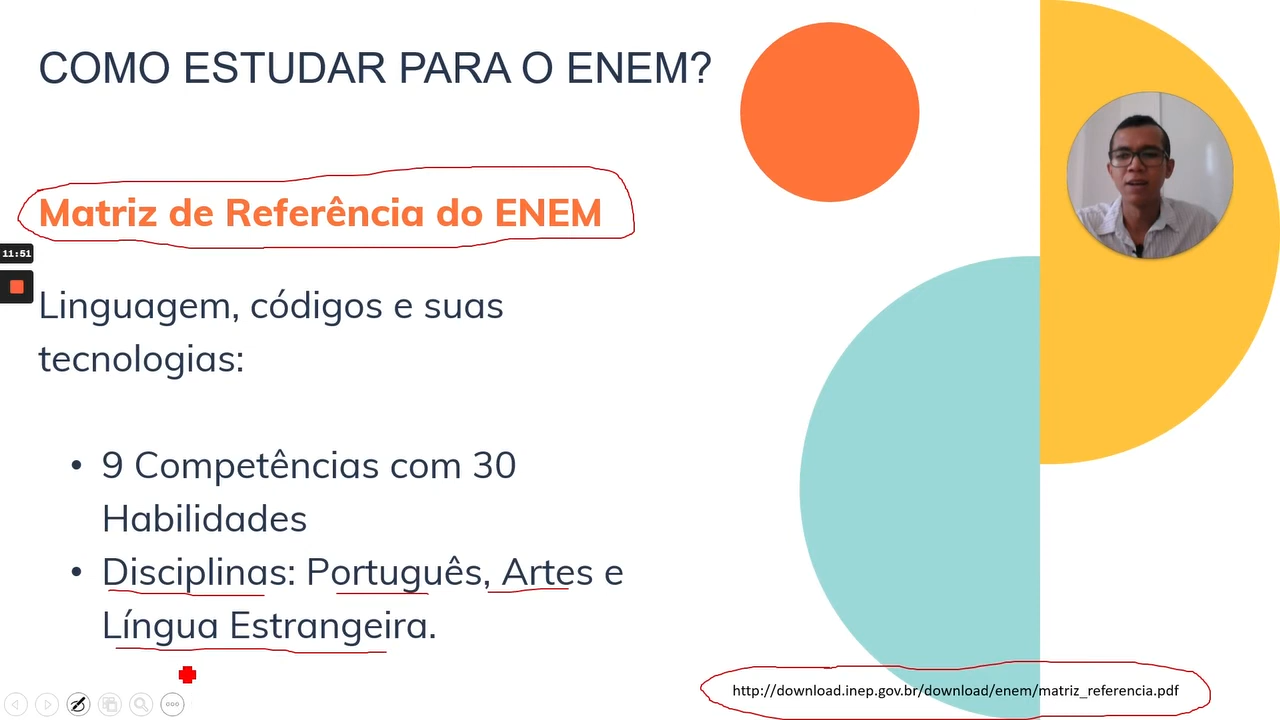 COMO ESTUDAR PARA O ENEM?
Matriz de Referência do ENEM
11:51
Linguagem, códigos e suas
tecnologias:
• 9 Competências com 30
Habilidades
• Disciplinas: Português, Artes e
Língua Estrangeira.
http://download.inep.gov.br/download/enem/matriz_referencia.pdf